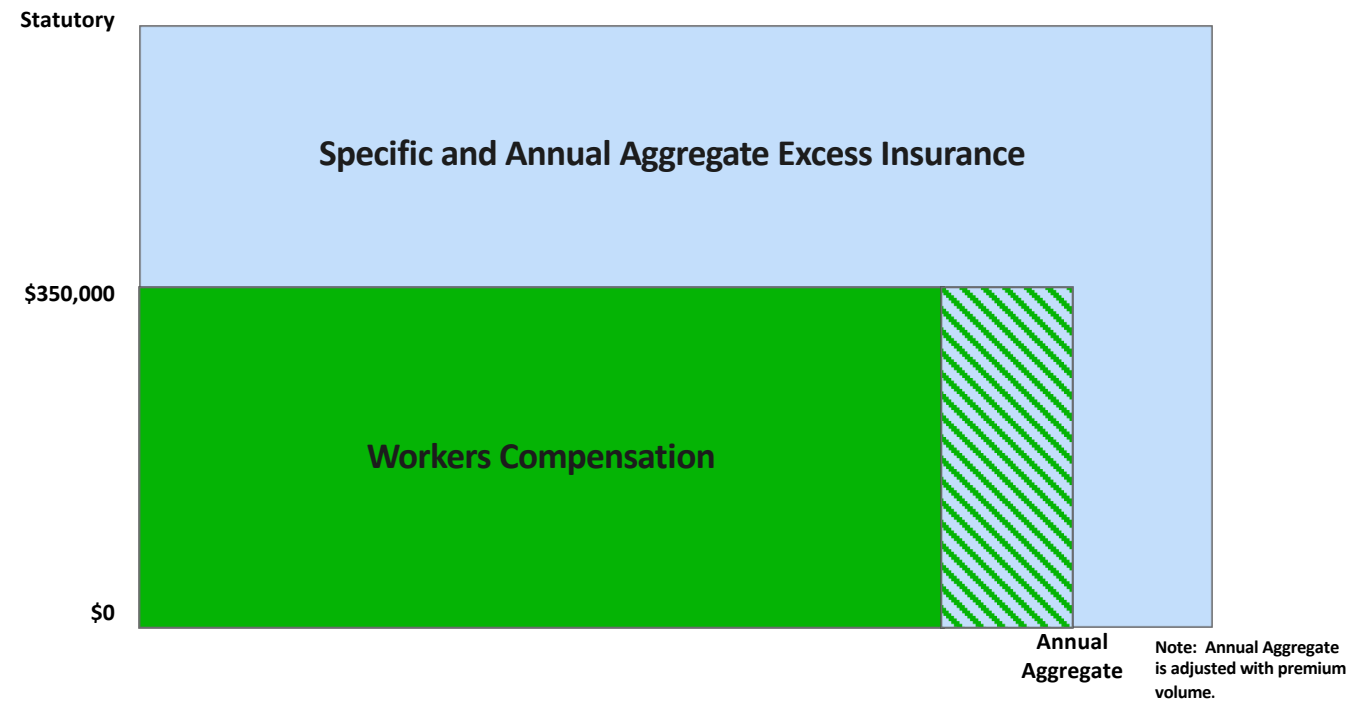 Statutory
Specific and Annual Aggregate Excess Insurance
$350,000
Workers Compensation
$0
Annual
Aggregate
Note:  Annual Aggregate
is adjusted with premium
volume.